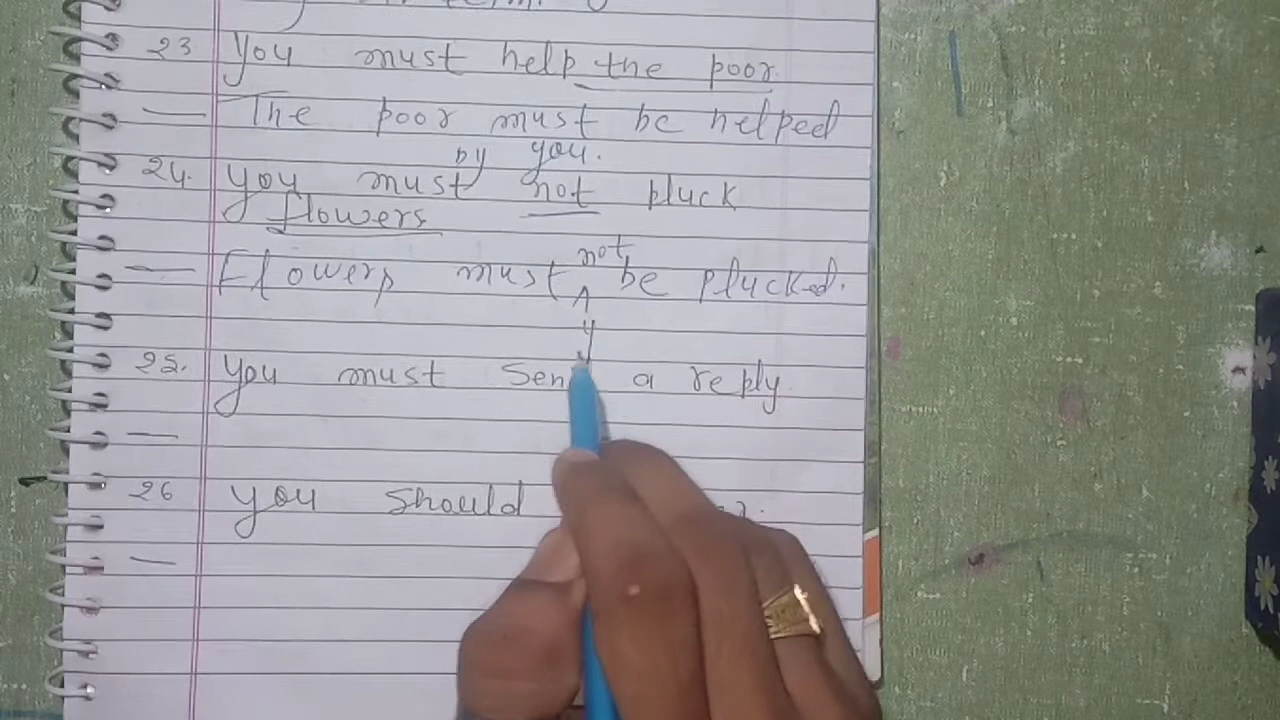 23 You must help the poor.
— The poor must be helped
by you.
24. You must not pluck
flowers
— Flowers must not be plucked.
25. You must Sen a reply
—
26 you should
—